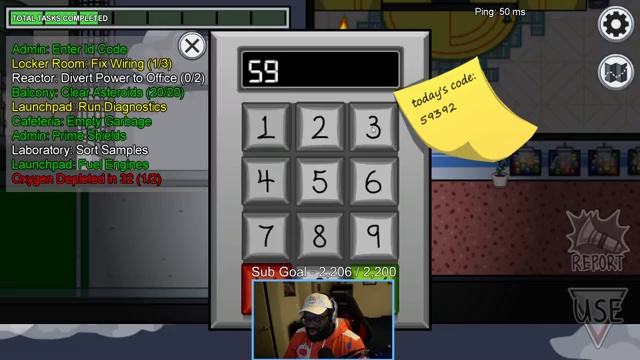 TOTAL TASKS COMPLETED
Ping: 50 ms
Admin: Enter Id Code
Locker Room: Fix Wiring (1/3)
Reactor: Divert Power to Office (0/2)
Balcony: Clear Asteroids (20/20)
Launchpad: Run Diagnostics
Cafeteria: Empty Garbage
Admin: Prime Shields
Laboratory: Sort Samples
Launchpad: Fuel Engines
Oxygen Depleted in 32 (1/2)
59
today's code:
59392
1 2 3
4 5 6
7 8 9
Sub Goal - 2,206 / 2,200
REPORT
USE